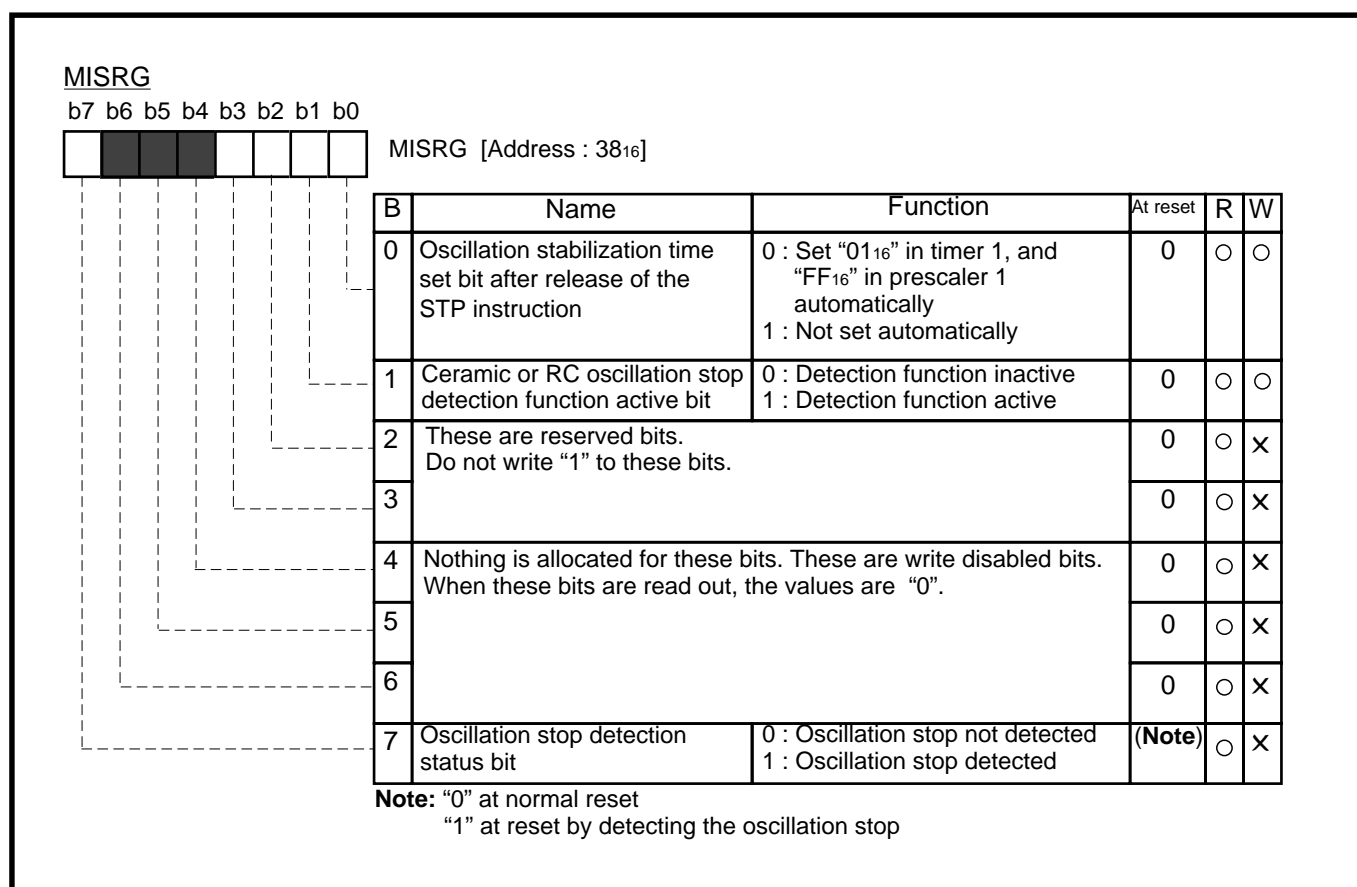 MISRG
b7 b6 b5 b4 b3 b2 b1 b0
MISRG [Address : 3816]
B Name Function At reset R W
0 Oscillation stabilization time 0 : Set “0116” in timer 1, and 0 ○ ○
set bit after release of the “FF16” in prescaler 1
STP instruction automatically
1 : Not set automatically
1 Ceramic or RC oscillation stop 0 : Detection function inactive 0 ○ ○
detection function active bit 1 : Detection function active
2 These are reserved bits. 0 ○ ×
Do not write “1” to these bits.
3 0 ○ ×
4 Nothing is allocated for these bits. These are write disabled bits. 0 ○ ×
When these bits are read out, the values are “0”.
5 0 ○ ×
6 0 ○ ×
7 Oscillation stop detection 0 : Oscillation stop not detected (Note) ○ ×
status bit 1 : Oscillation stop detected
Note: “0” at normal reset
“1” at reset by detecting the oscillation stop